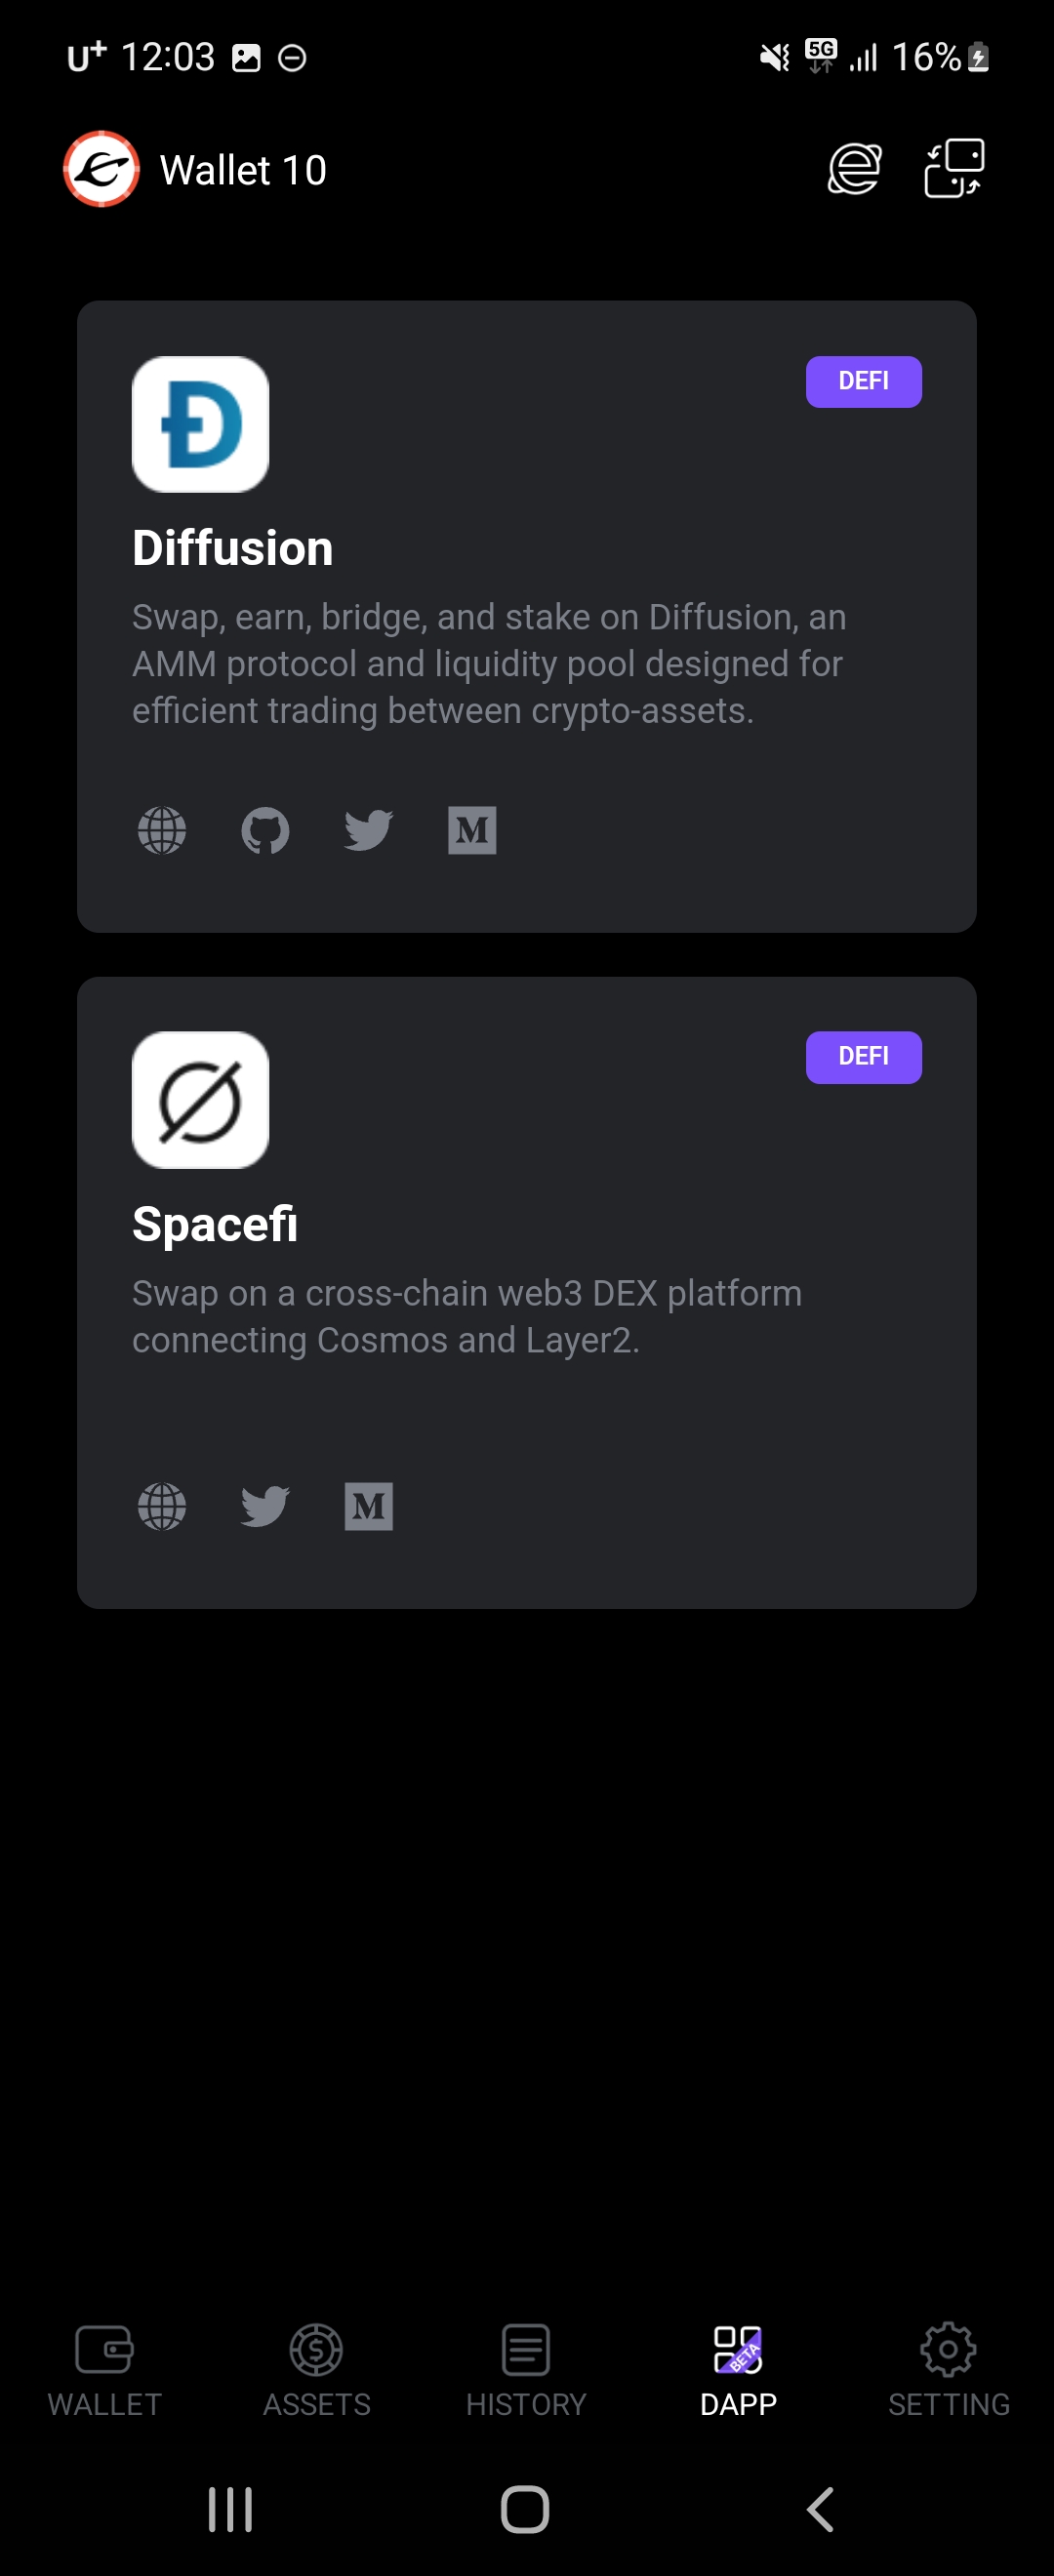 U+ 12:03 5G 16%
Wallet 10
DEFI
Diffusion
Swap, earn, bridge, and stake on Diffusion, an
AMM protocol and liquidity pool designed for
efficient trading between crypto-assets.
M
DEFI
Spacefi
Swap on a cross-chain web3 DEX platform
connecting Cosmos and Layer2.
M
BETA
WALLET ASSETS HISTORY DAPP SETTING